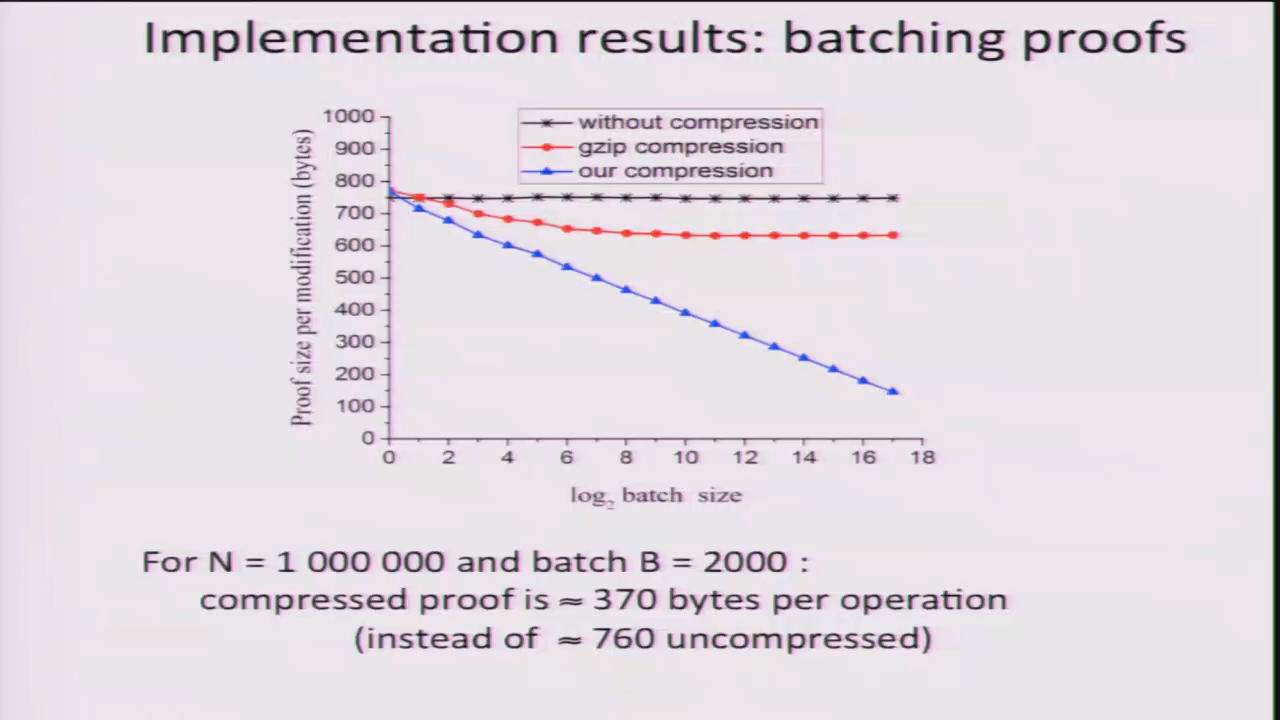 Implementation results: batching proofs
1000
900
800
700
600
500
400
300
200
100
0
Proof size per modification (bytes)
without compression
gzip compression
our compression
0 2 4 6 8 10 12 14 16 18
log2 batch size
For N = 1 000 000 and batch B = 2000 :
compressed proof is ≈ 370 bytes per operation
(instead of ≈ 760 uncompressed)